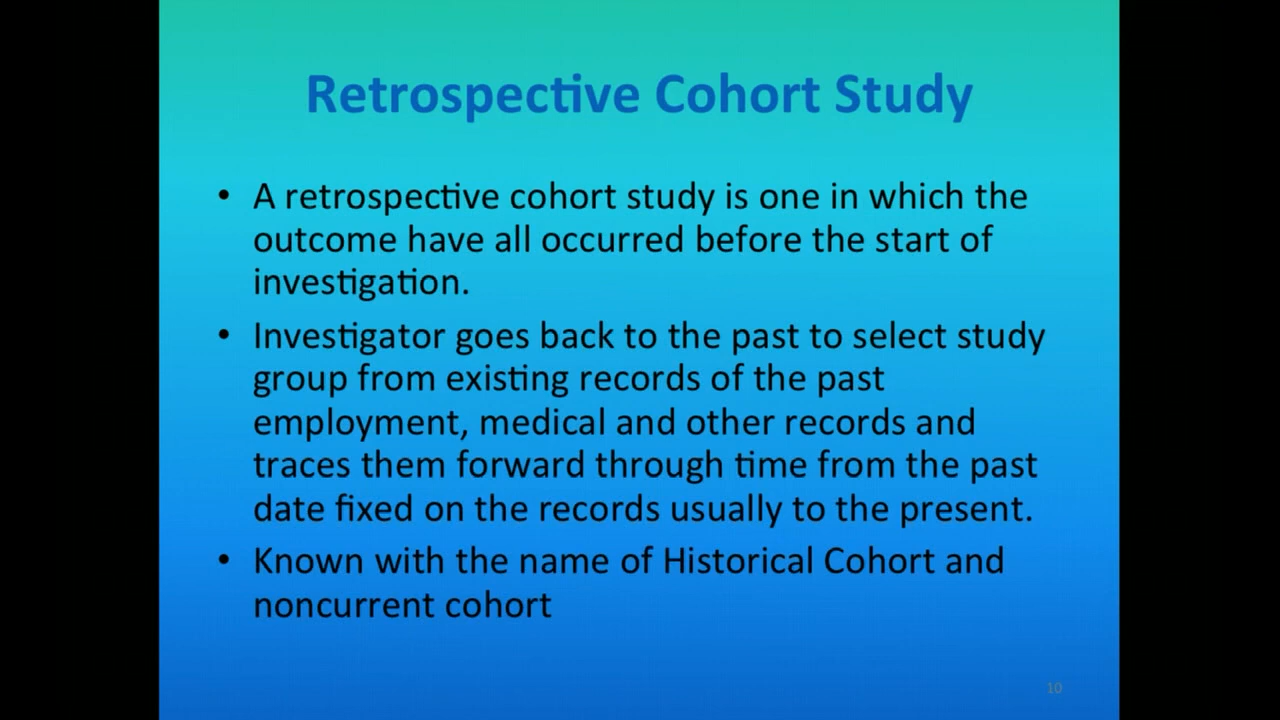 Retrospective Cohort Study
• A retrospective cohort study is one in which the
outcome have all occurred before the start of
investigation.
• Investigator goes back to the past to select study
group from existing records of the past
employment, medical and other records and
traces them forward through time from the past
date fixed on the records usually to the present.
• Known with the name of Historical Cohort and
noncurrent cohort
10